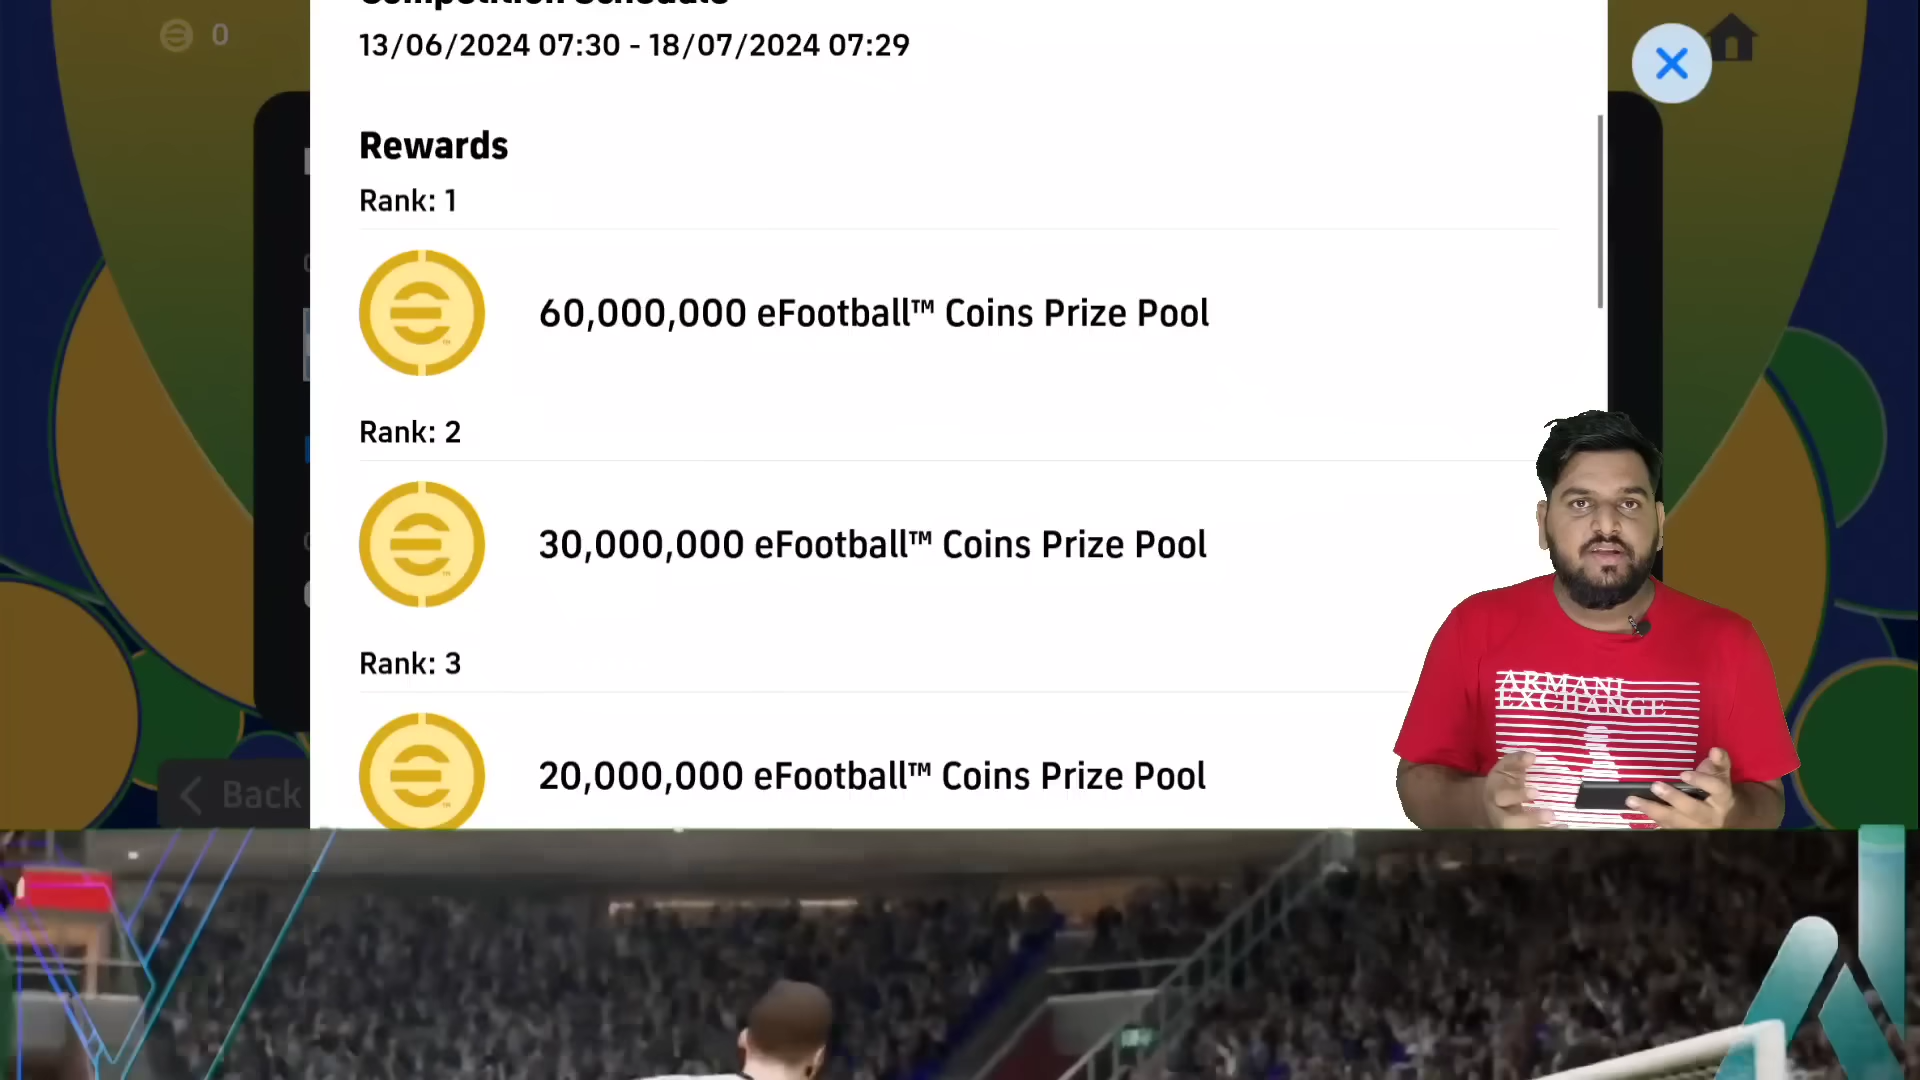 Competition Schedule
0
13/06/2024 07:30 - 18/07/2024 07:29
Rewards
Rank: 1
60,000,000 eFootball™ Coins Prize Pool
Rank: 2
30,000,000 eFootball™ Coins Prize Pool
Rank: 3
20,000,000 eFootball™ Coins Prize Pool
Back
ARMANI
EXCHANGE